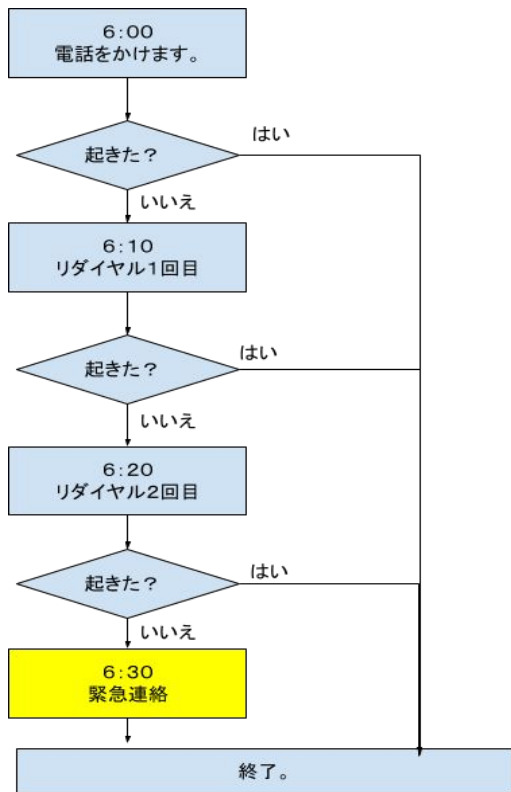 6:00
電話をかけます。
はい
起きた？
いいえ
6:10
リダイヤル1回目
はい
起きた？
いいえ
6:20
リダイヤル2回目
はい
起きた？
いいえ
6:30
緊急連絡
終了。